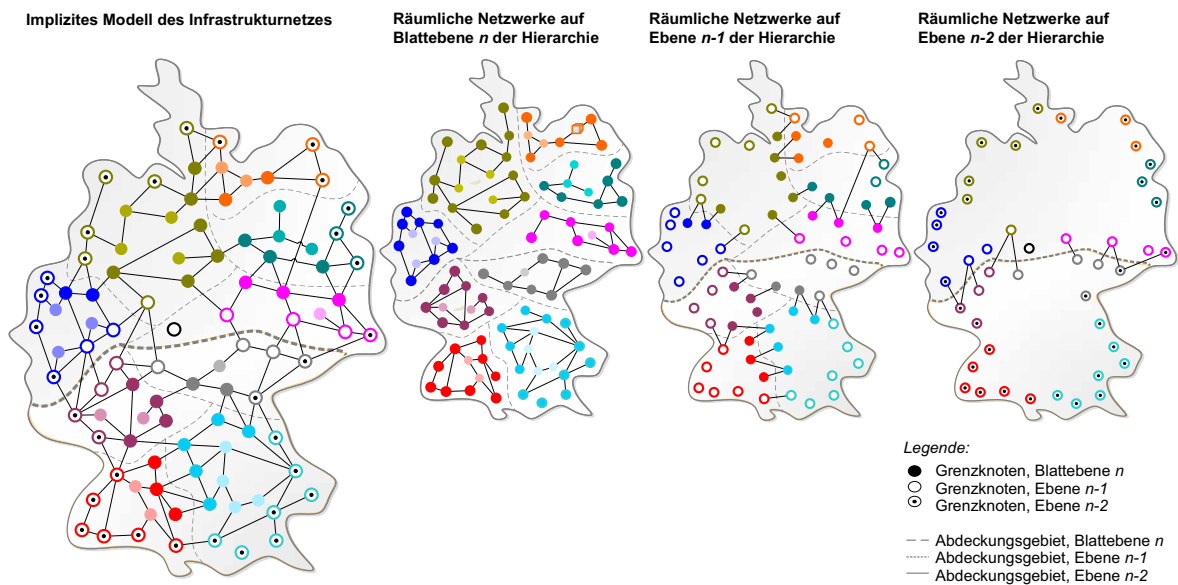 Implizites Modell des Infrastrukturnetzes
Räumliche Netzwerke auf
Blattebene n der Hierarchie
Räumliche Netzwerke auf
Ebene n-1 der Hierarchie
Räumliche Netzwerke auf
Ebene n-2 der Hierarchie
Legende:
Grenzknoten, Blattebene n
Grenzknoten, Ebene n-1
Grenzknoten, Ebene n-2
Abdeckungsgebiet, Blattebene n
Abdeckungsgebiet, Ebene n-1
Abdeckungsgebiet, Ebene n-2